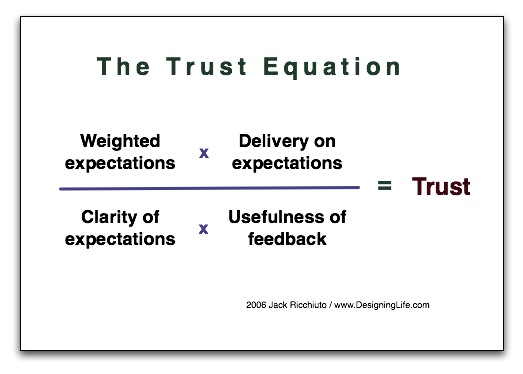 The Trust Equation
Weighted expectations x Delivery on expectations
= Trust
Clarity of expectations x Usefulness of feedback
2006 Jack Ricchiuto / www.DesigningLife.com